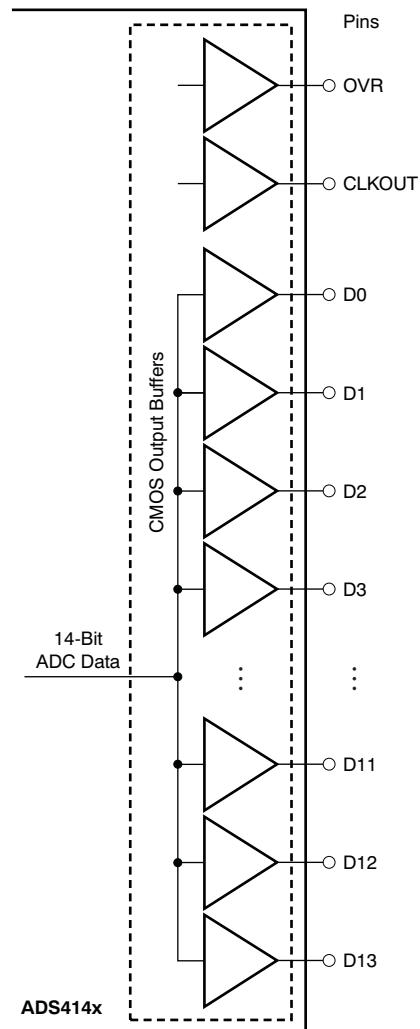 Pins
OVR
CLKOUT
D0
D1
CMOS Output Buffers
D2
D3
14-Bit
ADC Data
D11
D12
D13
ADS414x